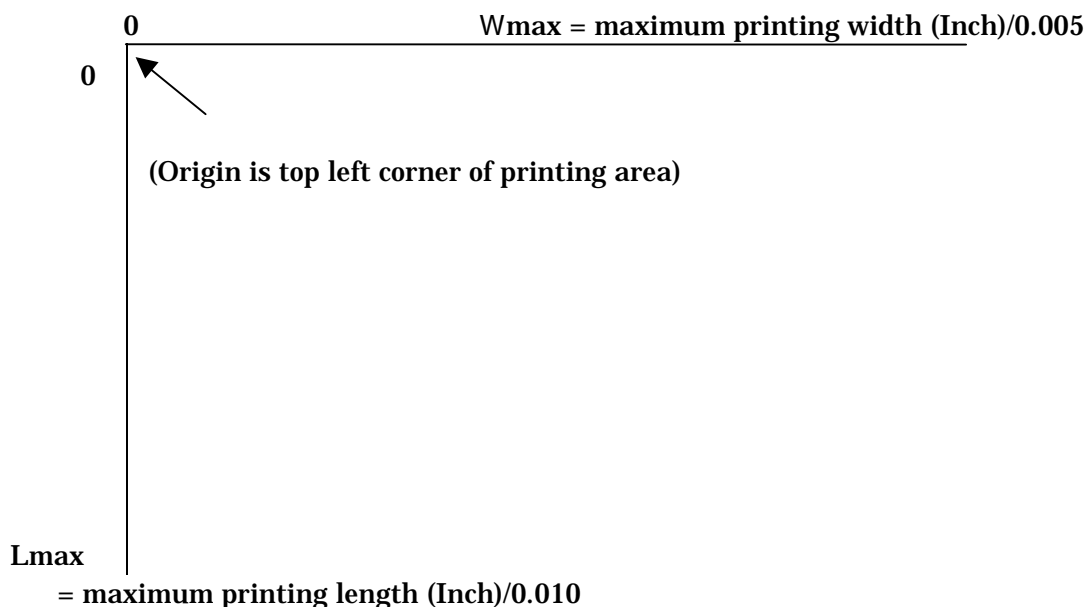 0 Wmax = maximum printing width (Inch)/0.005
0
(Origin is top left corner of printing area)
Lmax
= maximum printing length (Inch)/0.010